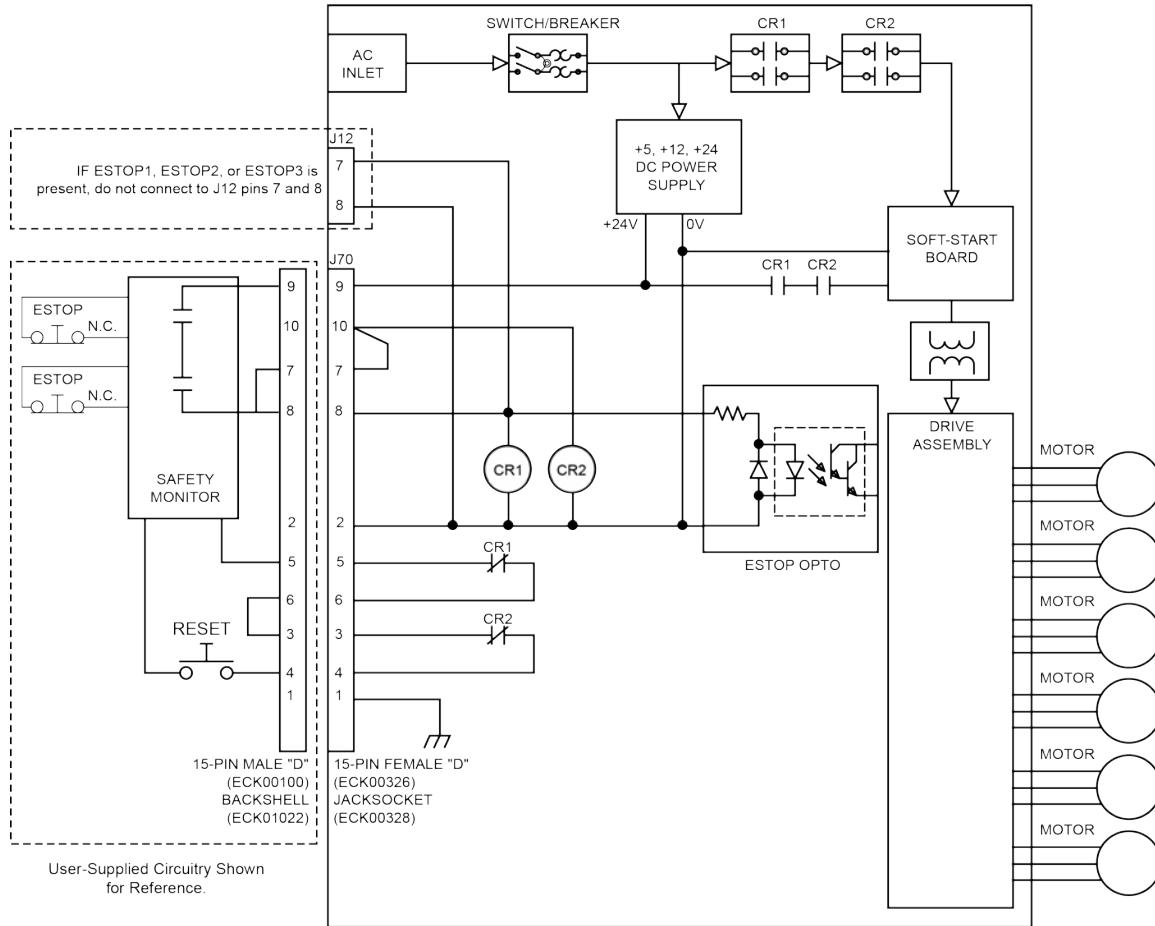 SWITCH/BREAKER
CR1
CR2
AC
INLET
J12
IF ESTOP1, ESTOP2, or ESTOP3 is
present, do not connect to J12 pins 7 and 8
7
8
+5, +12, +24
DC POWER
SUPPLY
+24V
0V
SOFT-START
BOARD
CR1
CR2
J70
ESTOP
N.C.
ESTOP
N.C.
SAFETY
MONITOR
RESET
9
10
7
8
2
5
6
3
4
1
9
10
7
8
2
5
6
3
4
1
CR1
CR2
CR1
CR2
ESTOP OPTO
DRIVE
ASSEMBLY
MOTOR
MOTOR
MOTOR
MOTOR
MOTOR
MOTOR
15-PIN MALE "D"
(ECK00100)
BACKSHELL
(ECK01022)
15-PIN FEMALE "D"
(ECK00326)
JACKSOCKET
(ECK00328)
User-Supplied Circuitry Shown
for Reference.